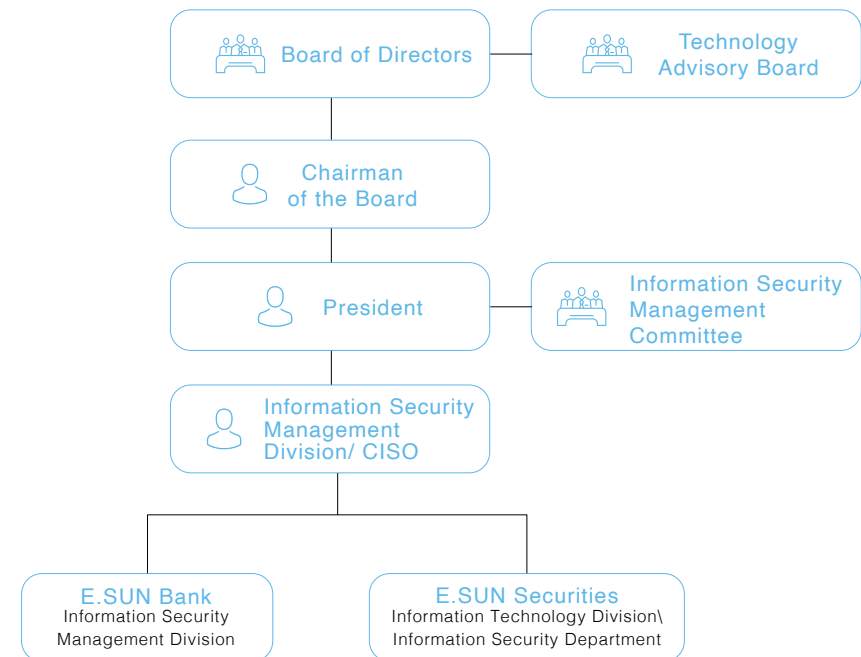 Board of Directors
Technology
Advisory Board
Chairman
of the Board
President
Information Security
Management
Committee
Information Security
Management
Division/ CISO
E.SUN Bank
Information Security
Management Division
E.SUN Securities
Information Technology Division\
Information Security Department